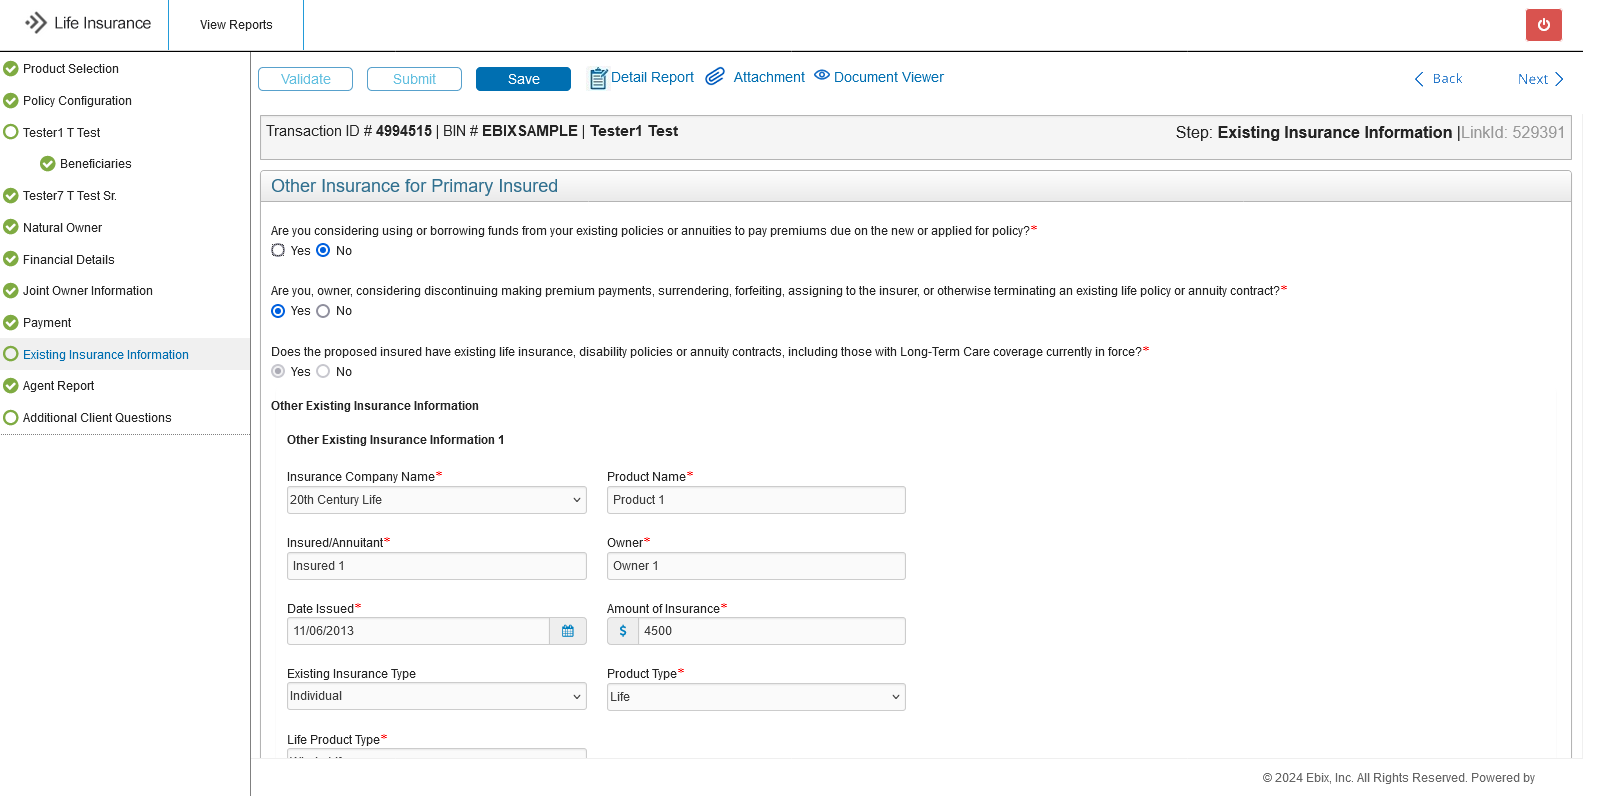 Life Insurance
View Reports
Product Selection
Policy Configuration
Tester1 T Test
Beneficiaries
Tester7 T Test Sr.
Natural Owner
Financial Details
Joint Owner Information
Payment
Existing Insurance Information
Agent Report
Additional Client Questions
Validate Submit Save Detail Report Attachment Document Viewer Back Next
Transaction ID # 4994515 | BIN # EBIXSAMPLE | Tester1 Test
Step: Existing Insurance Information |LinkId: 529391
Other Insurance for Primary Insured
Are you considering using or borrowing funds from your existing policies or annuities to pay premiums due on the new or applied for policy?*
Yes No
Are you, owner, considering discontinuing making premium payments, surrendering, forfeiting, assigning to the insurer, or otherwise terminating an existing life policy or annuity contract?*
Yes No
Does the proposed insured have existing life insurance, disability policies or annuity contracts, including those with Long-Term Care coverage currently in force?*
Yes No
Other Existing Insurance Information
Other Existing Insurance Information 1
Insurance Company Name* Product Name*
20th Century Life Product 1
Insured/Annuitant* Owner*
Insured 1 Owner 1
Date Issued* Amount of Insurance*
11/06/2013 $ 4500
Existing Insurance Type Product Type*
Individual Life
Life Product Type*
© 2024 Ebix, Inc. All Rights Reserved. Powered by